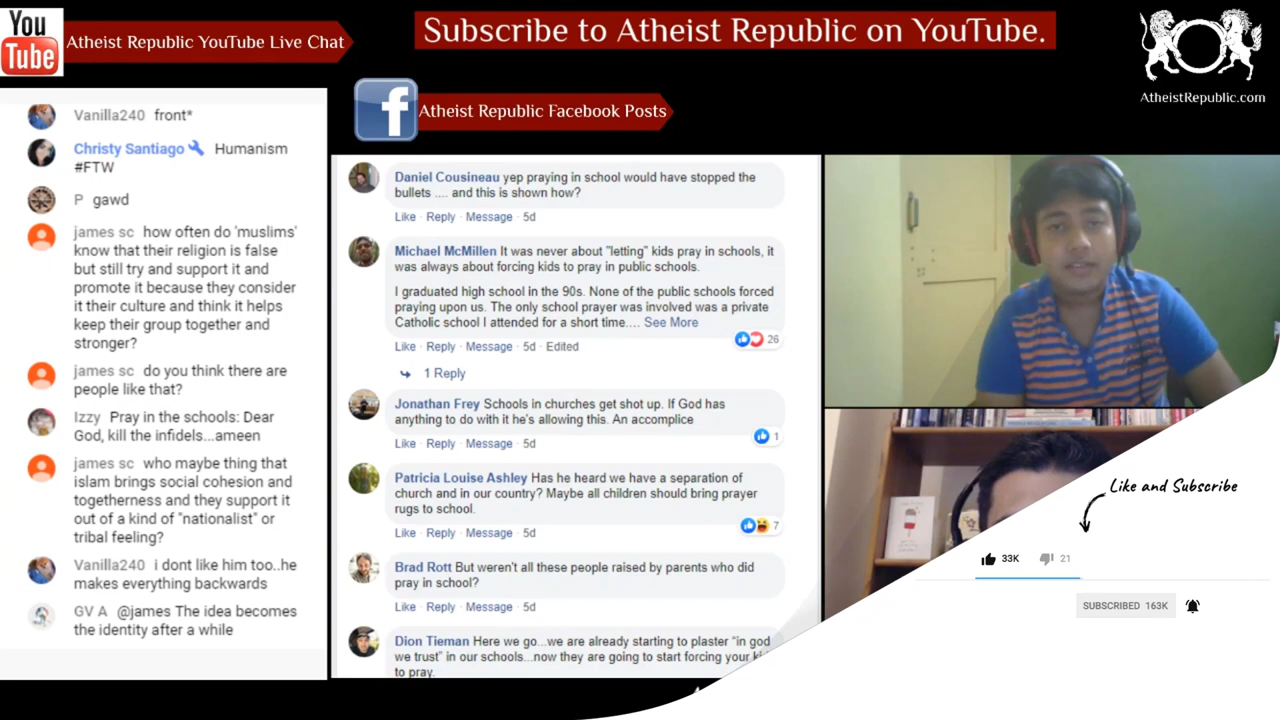 You
Tube
Atheist Republic YouTube Live Chat
Subscribe to Atheist Republic on YouTube.
AtheistRepublic.com
Atheist Republic Facebook Posts
Vanilla240 front*
Christy Santiago Humanism
#FTW
P gawd
james sc how often do 'muslims'
know that their religion is false
but still try and support it and
promote it because they consider
it their culture and think it helps
keep their group together and
stronger?
james sc do you think there are
people like that?
Izzy Pray in the schools: Dear
God, kill the infidels...ameen
james sc who maybe thing that
islam brings social cohesion and
togetherness and they support it
out of a kind of "nationalist" or
tribal feeling?
Vanilla240 i dont like him too..he
makes everything backwards
GV A @james The idea becomes
the identity after a while
Daniel Cousineau yep praying in school would have stopped the
bullets .... and this is shown how?
Like · Reply · Message · 5d
Michael McMillen It was never about "letting" kids pray in schools, it
was always about forcing kids to pray in public schools.
I graduated high school in the 90s. None of the public schools forced
praying upon us. The only school prayer was involved was a private
Catholic school I attended for a short time.... See More
26
Like · Reply · Message · 5d · Edited
1 Reply
Jonathan Frey Schools in churches get shot up. If God has
anything to do with it he's allowing this. An accomplice
1
Like · Reply · Message · 5d
Patricia Louise Ashley Has he heard we have a separation of
church and in our country? Maybe all children should bring prayer
rugs to school.
7
Like · Reply · Message · 5d
Brad Rott But weren't all these people raised by parents who did
pray in school?
Like · Reply · Message · 5d
Dion Tieman Here we go...we are already starting to plaster "in god
we trust" in our schools...now they are going to start forcing your
to pray.
Like and Subscribe
33K 21
SUBSCRIBED 163K